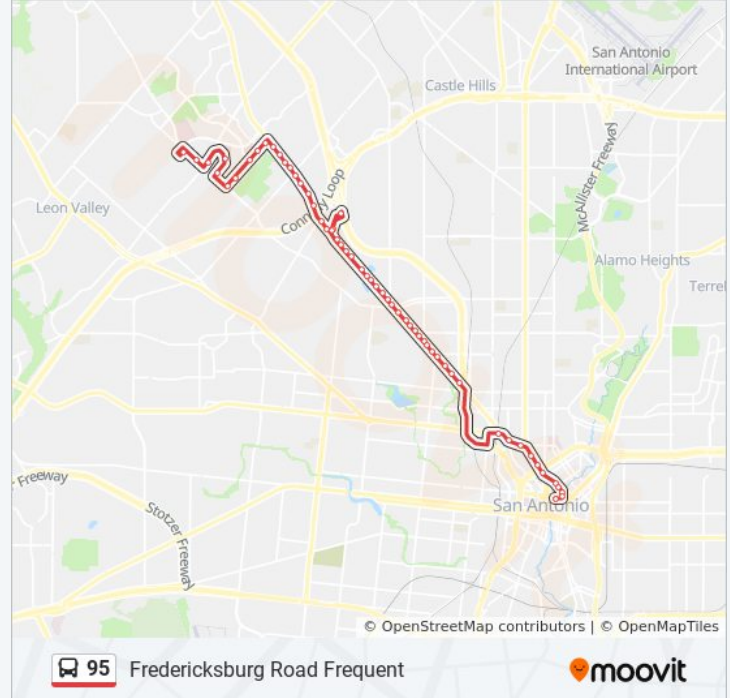 San Antonio
International Airport
Castle Hills
McAllister Freeway
Connally Loop
Leon Valley
Alamo Heights
Terrel
r Freeway
Stotzer Freeway
San Antonio
© OpenStreetMap contributors | © OpenMapTiles
95 Fredericksburg Road Frequent
moovit